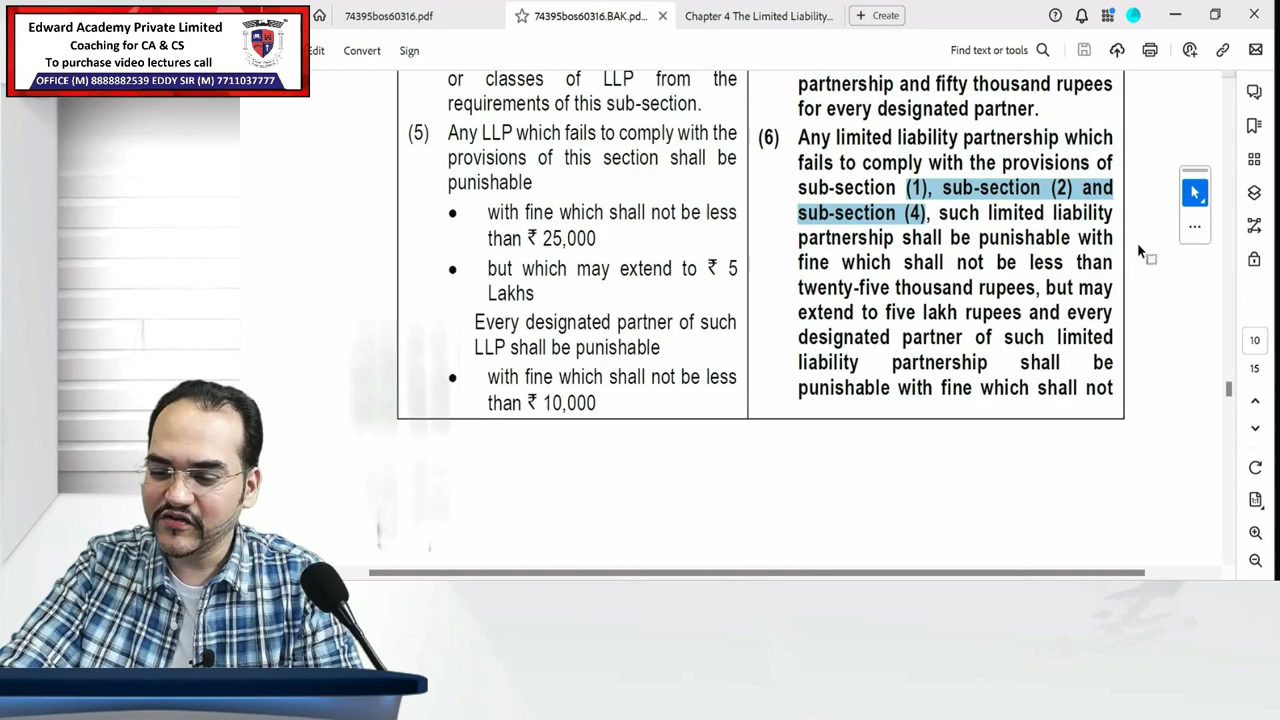 Edward Academy Private Limited
Coaching for CA & CS
To purchase video lectures call
OFFICE (M) 8888882539 EDDY SIR (M) 7711037777
74395bos60316.pdf
74395bos60316.BAK.pd...
Chapter 4 The Limited Liability...
Create
Edit
Convert
Sign
Find text or tools
or classes of LLP from the
requirements of this sub-section.
(5) Any LLP which fails to comply with the
provisions of this section shall be
punishable
• with fine which shall not be less
than ₹ 25,000
• but which may extend to ₹ 5
Lakhs
Every designated partner of such
LLP shall be punishable
• with fine which shall not be less
than ₹ 10,000
partnership and fifty thousand rupees
for every designated partner.
(6) Any limited liability partnership which
fails to comply with the provisions of
sub-section (1), sub-section (2) and
sub-section (4), such limited liability
partnership shall be punishable with
fine which shall not be less than
twenty-five thousand rupees, but may
extend to five lakh rupees and every
designated partner of such limited
liability partnership shall be
punishable with fine which shall not
10
15